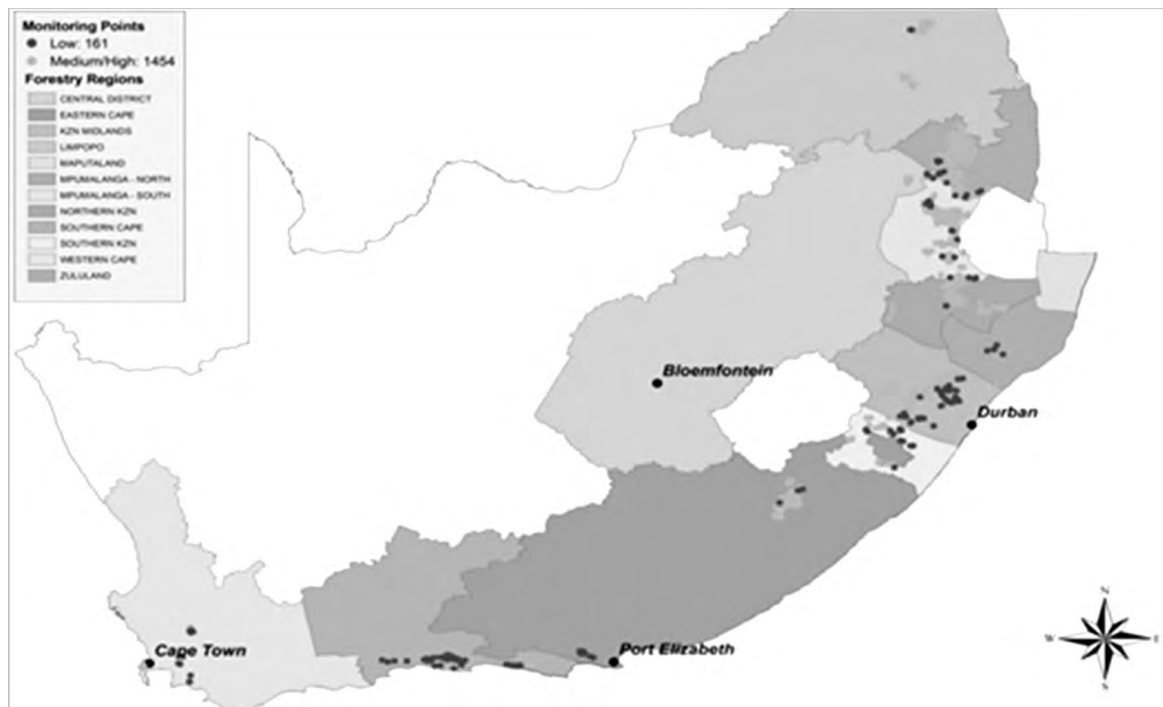 Monitoring Points
Low: 161
Medium/High: 1454
Forestry Regions
CENTRAL DISTRICT
EASTERN CAPE
KZN MIDLANDS
LIMPOPO
MAPUTALAND
MPUMALANGA - NORTH
MPUMALANGA - SOUTH
NORTHERN KZN
SOUTHERN CAPE
SOUTHERN KZN
WESTERN CAPE
ZULULAND
Bloemfontein
Durban
Cape Town
Port Elizabeth
N
W
E
S